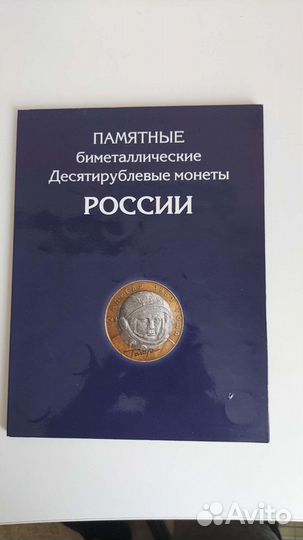 ПАМЯТНЫЕ
биметаллические
Десятирублевые монеты
РОССИИ
Avito